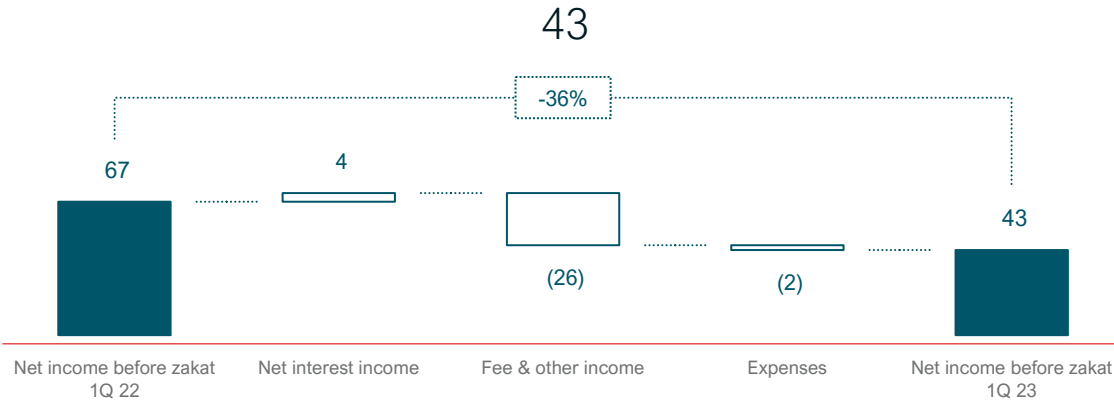 43
-36%
67
4
(26)
(2)
43
Net income before zakat
1Q 22
Net interest income
Fee & other income
Expenses
Net income before zakat
1Q 23